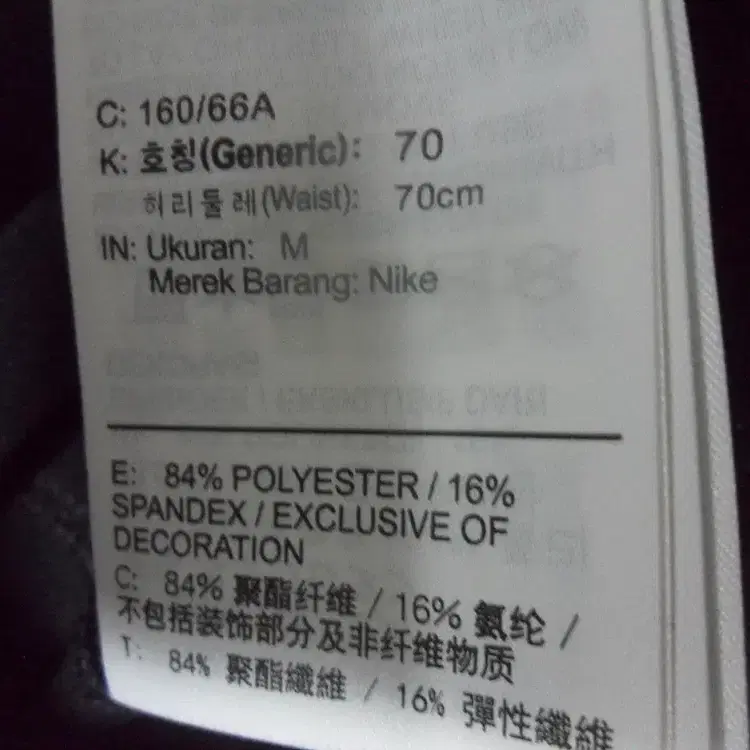 C: 160/66A
K: 호칭(Generic): 70
허리둘레(Waist): 70cm
IN: Ukuran: M
Merek Barang: Nike
E: 84% POLYESTER / 16%
SPANDEX / EXCLUSIVE OF
DECORATION
C: 84% 聚酯纤维 / 16% 氨纶 /
不包括装饰部分及非纤维物质
T: 84% 聚酯纖維 / 16% 彈性纖維